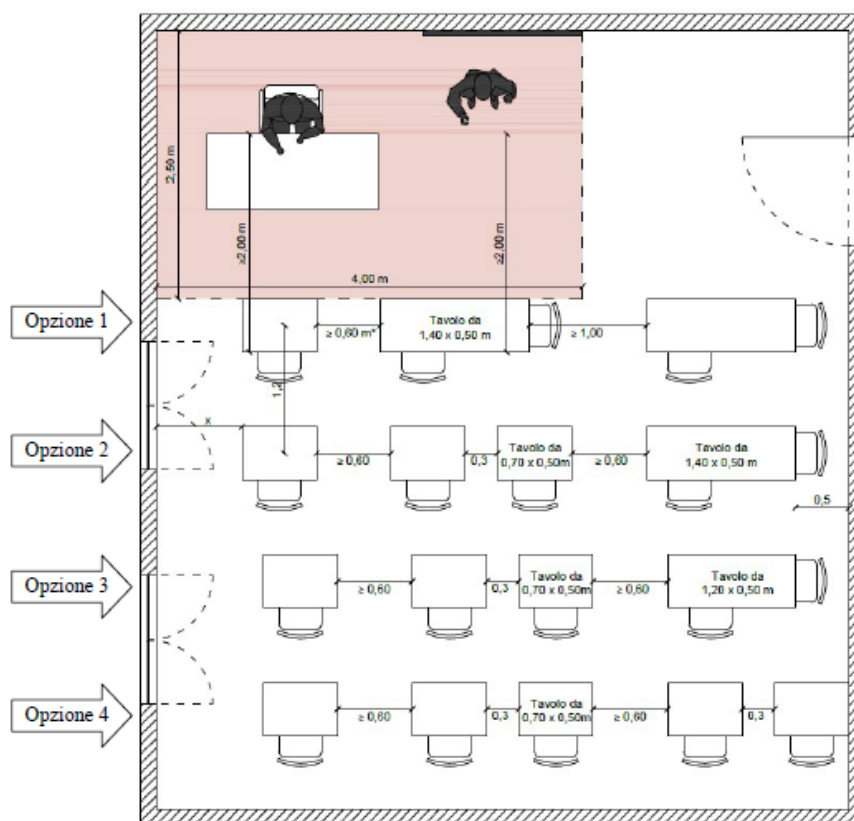 2,50 m
≥2,00 m
≥2,00 m
4,00 m
Opzione 1
≥ 0,60 m*
Tavolo da
1,40 x 0,50 m
≥ 1,00
1,2
x
Opzione 2
≥ 0,60
0,3
Tavolo da
0,70 x 0,50m
≥ 0,60
Tavolo da
1,40 x 0,50 m
0,5
Opzione 3
≥ 0,60
0,3
Tavolo da
0,70 x 0,50m
≥ 0,60
Tavolo da
1,20 x 0,50 m
Opzione 4
≥ 0,60
0,3
Tavolo da
0,70 x 0,50m
≥ 0,60
0,3